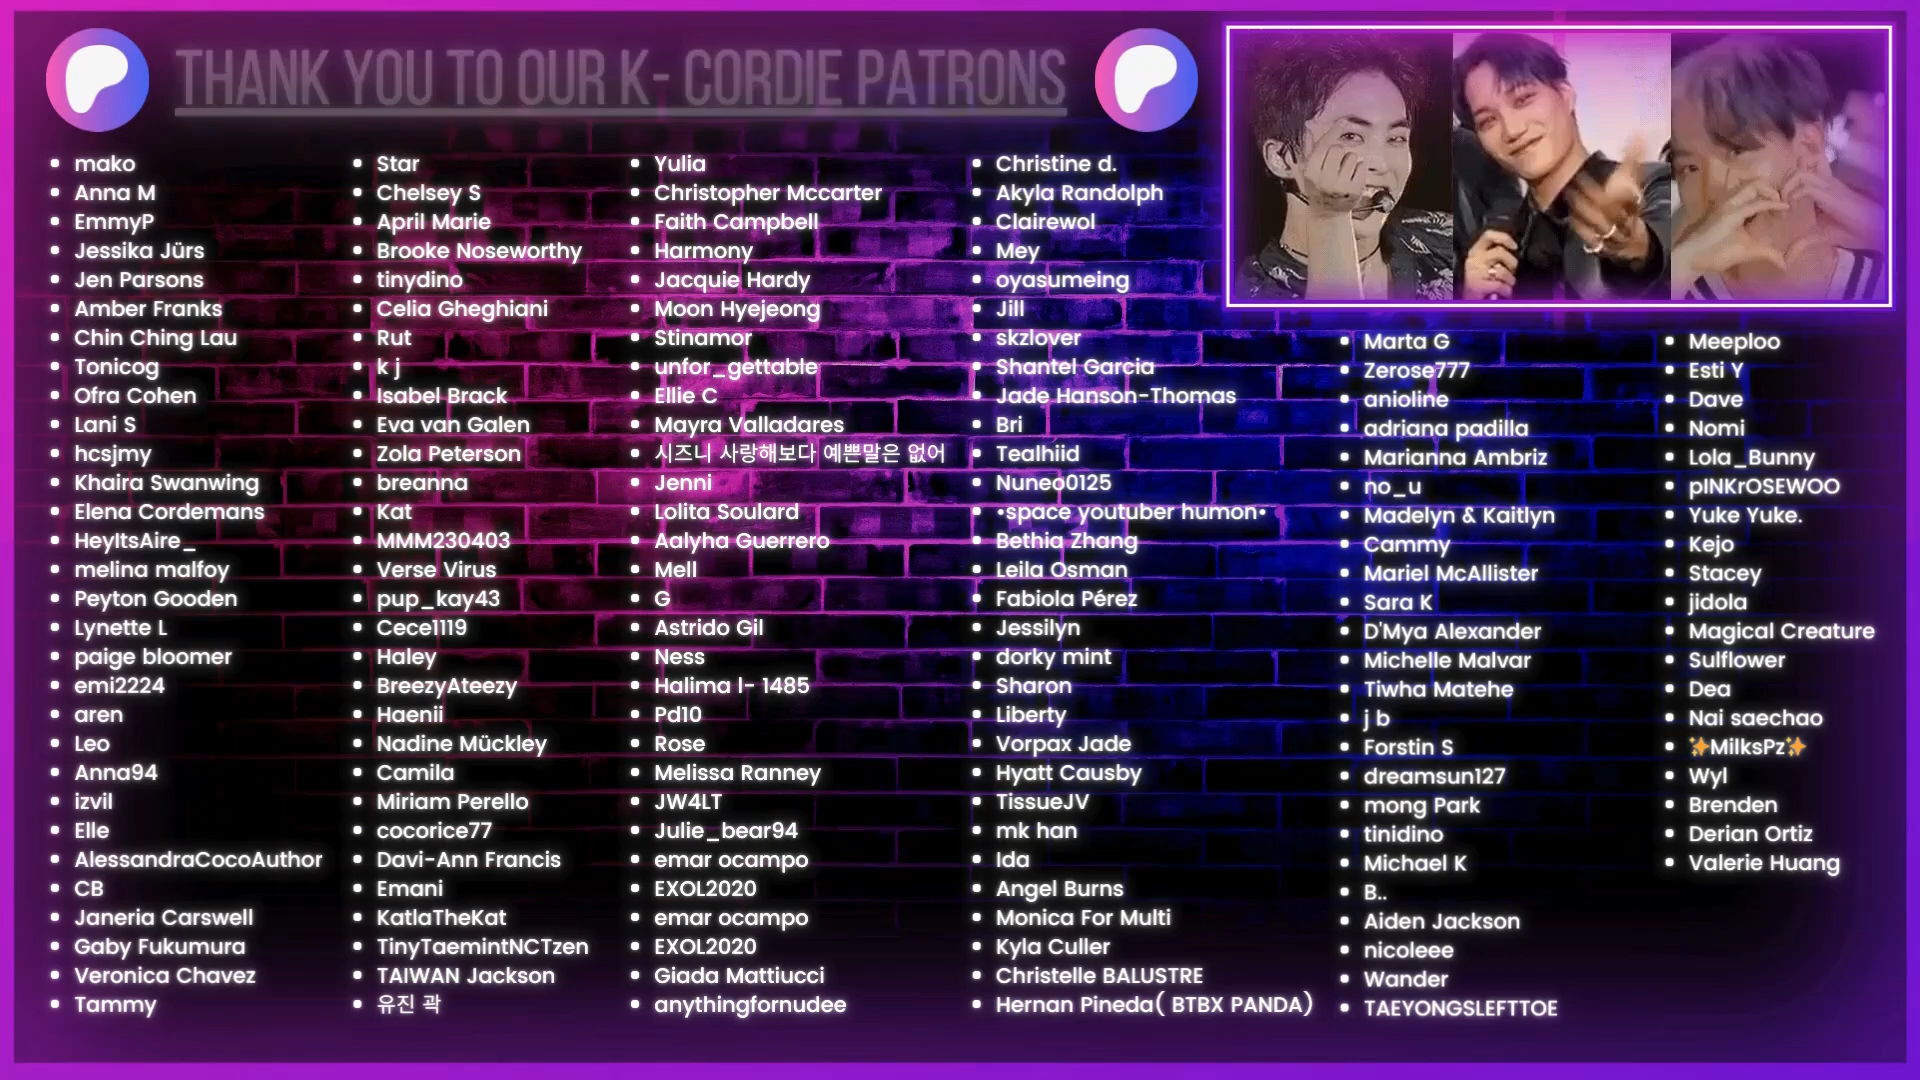 THANK YOU TO OUR K- CORDIE PATRONS
mako
Anna M
EmmyP
Jessika Jürs
Jen Parsons
Amber Franks
Chin Ching Lau
Tonicog
Ofra Cohen
Lani S
hcsjmy
Khaira Swanwing
Elena Cordemans
HeyItsAire_
melina malfoy
Peyton Gooden
Lynette L
paige bloomer
emi2224
aren
Leo
Anna94
izvil
Elle
AlessandraCocoAuthor
CB
Janeria Carswell
Gaby Fukumura
Veronica Chavez
Tammy
Star
Chelsey S
April Marie
Brooke Noseworthy
tinydino
Celia Gheghiani
Rut
k j
Isabel Brack
Eva van Galen
Zola Peterson
breanna
Kat
MMM230403
Verse Virus
pup_kay43
Cece1119
Haley
BreezyAteezy
Haenii
Nadine Mückley
Camila
Miriam Perello
cocorice77
Davi-Ann Francis
Emani
KatlaTheKat
TinyTaemintNCTzen
TAIWAN Jackson
유진 곽
Yulia
Christopher Mccarter
Faith Campbell
Harmony
Jacquie Hardy
Moon Hyejeong
Stinamor
unfor_gettable
Ellie C
Mayra Valladares
시즈니 사랑해보다 예쁜말은 없어
Jenni
Lolita Soulard
Aalyha Guerrero
Mell
G
Astrido Gil
Ness
Halima I- 1485
Pd10
Rose
Melissa Ranney
JW4LT
Julie_bear94
emar ocampo
EXOL2020
emar ocampo
EXOL2020
Giada Mattiucci
anythingfornudee
Christine d.
Akyla Randolph
Clairewol
Mey
oyasumeing
Jill
skzlover
Shantel Garcia
Jade Hanson-Thomas
Bri
Tealhiid
Nuneo0125
•space youtuber humon•
Bethia Zhang
Leila Osman
Fabiola Pérez
Jessilyn
dorky mint
Sharon
Liberty
Vorpax Jade
Hyatt Causby
TissueJV
mk han
Ida
Angel Burns
Monica For Multi
Kyla Culler
Christelle BALUSTRE
Hernan Pineda( BTBX PANDA)
Marta G
Zerose777
anioline
adriana padilla
Marianna Ambriz
no_u
Madelyn & Kaitlyn
Cammy
Mariel McAllister
Sara K
D'Mya Alexander
Michelle Malvar
Tiwha Matehe
j b
Forstin S
dreamsun127
mong Park
tinidino
Michael K
B..
Aiden Jackson
nicoleee
Wander
TAEYONGSLEFTTOE
Meeploo
Esti Y
Dave
Nomi
Lola_Bunny
pINKrOSEWOO
Yuke Yuke.
Kejo
Stacey
jidola
Magical Creature
Sulflower
Dea
Nai saechao
✨MilksPz✨
Wyl
Brenden
Derian Ortiz
Valerie Huang